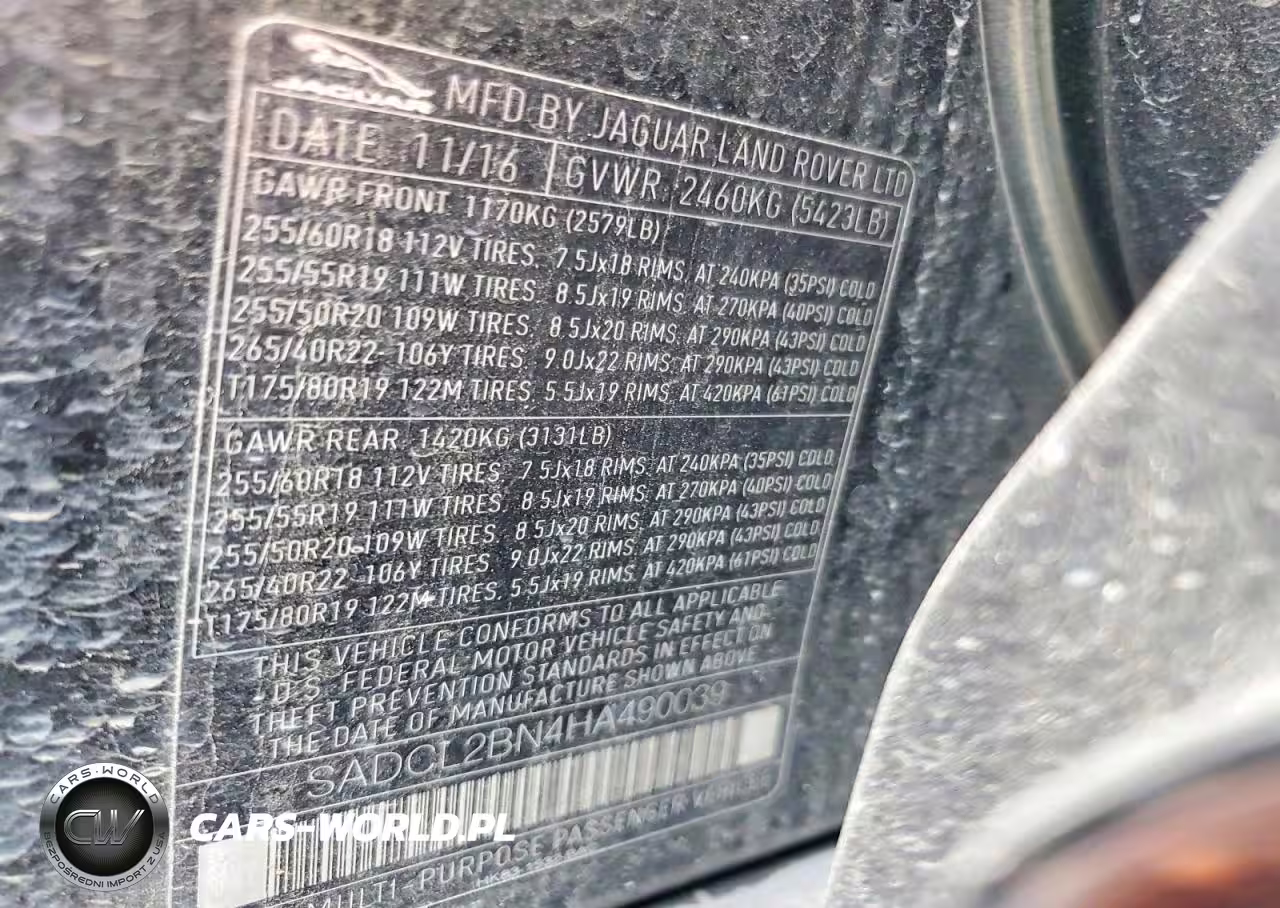 JAGUAR
MFD BY JAGUAR LAND ROVER LTD
DATE 11/16 GVWR 2460KG (5423LB)
GAWR FRONT 1170KG (2579LB)
255/60R18 112V TIRES. 7.5Jx18 RIMS. AT 240KPA (35PSI) COLD
255/55R19 111W TIRES. 8.5Jx19 RIMS. AT 270KPA (40PSI) COLD
255/50R20 109W TIRES. 8.5Jx20 RIMS. AT 290KPA (43PSI) COLD
265/40R22 106Y TIRES. 9.0Jx22 RIMS. AT 290KPA (43PSI) COLD
T175/80R19 122M TIRES. 5.5Jx19 RIMS. AT 420KPA (61PSI) COLD
GAWR REAR 1420KG (3131LB)
255/60R18 112V TIRES. 7.5Jx18 RIMS. AT 240KPA (35PSI) COLD
255/55R19 111W TIRES. 8.5Jx19 RIMS. AT 270KPA (40PSI) COLD
255/50R20 109W TIRES. 8.5Jx20 RIMS. AT 290KPA (43PSI) COLD
265/40R22 106Y TIRES. 9.0Jx22 RIMS. AT 290KPA (43PSI) COLD
T175/80R19 122M TIRES. 5.5Jx19 RIMS. AT 420KPA (61PSI) COLD
THIS VEHICLE CONFORMS TO ALL APPLICABLE
U.S. FEDERAL MOTOR VEHICLE SAFETY AND
THEFT PREVENTION STANDARDS IN EFFECT ON
THE DATE OF MANUFACTURE SHOWN ABOVE
SADCL2BN4HA490039
MULTI-PURPOSE PASSENGER
CARS-WORLD
CW
BEZPOŚREDNI IMPORT Z USA
CARS-WORLD.PL